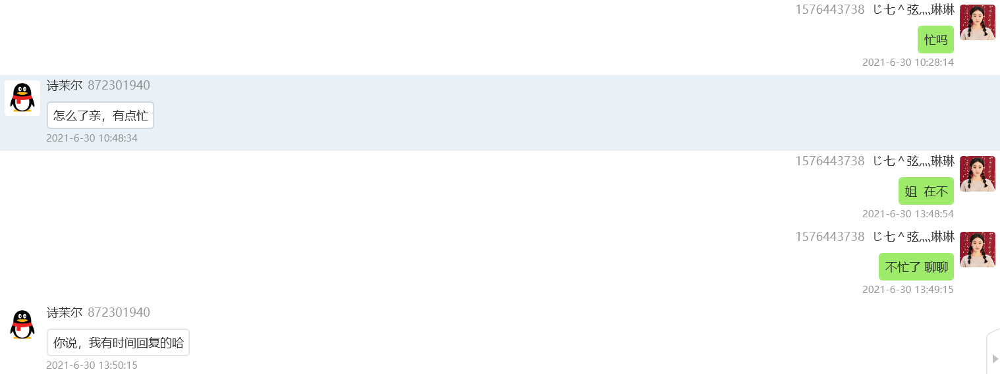 1576443738 じ七^弦灬琳琳
忙吗
2021-6-30 10:28:14
诗茉尔 872301940
怎么了亲，有点忙
2021-6-30 10:48:34
1576443738 じ七^弦灬琳琳
姐 在不
2021-6-30 13:48:54
1576443738 じ七^弦灬琳琳
不忙了 聊聊
2021-6-30 13:49:15
诗茉尔 872301940
你说，我有时间回复的哈
2021-6-30 13:50:15